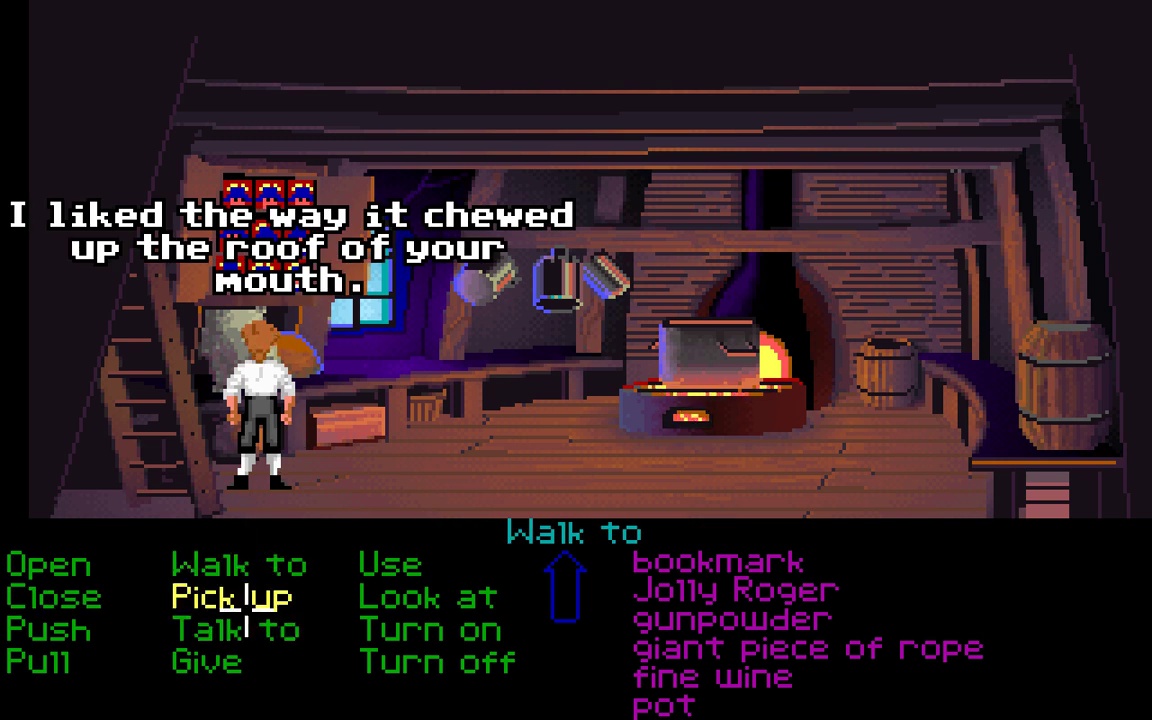 I liked the way it chewed
up the roof of your
mouth.
Walk to
Open Walk to Use bookmark
Close Pick up Look at Jolly Roger
Push Talk to Turn on gunpowder
Pull Give Turn off giant piece of rope
fine wine
pot